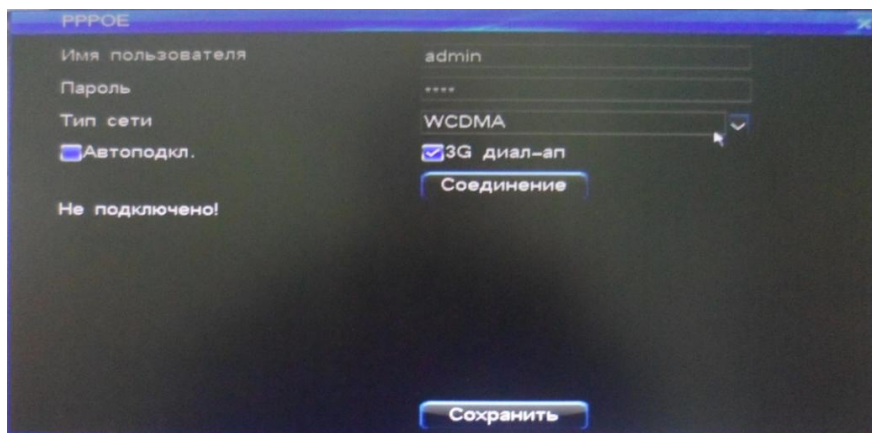 PPPOE
Имя пользователя admin
Пароль ****
Тип сети WCDMA
Автоподкл. 3G диал-ап
Соединение
Не подключено!
Сохранить